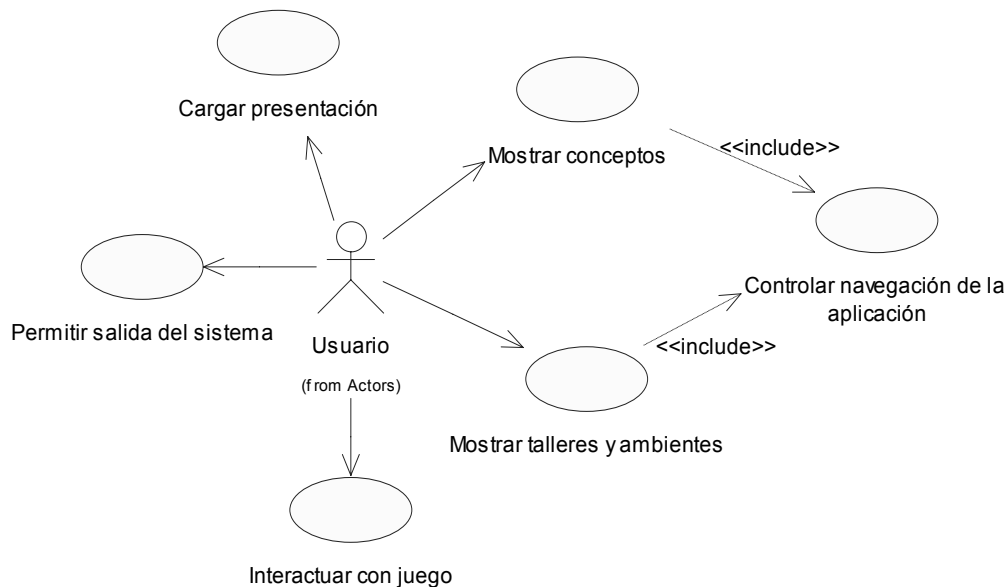 Cargar presentación
Mostrar conceptos
<<include>>
Controlar navegación de la
aplicación
Permitir salida del sistema
Usuario
(from Actors)
<<include>>
Mostrar talleres y ambientes
Interactuar con juego